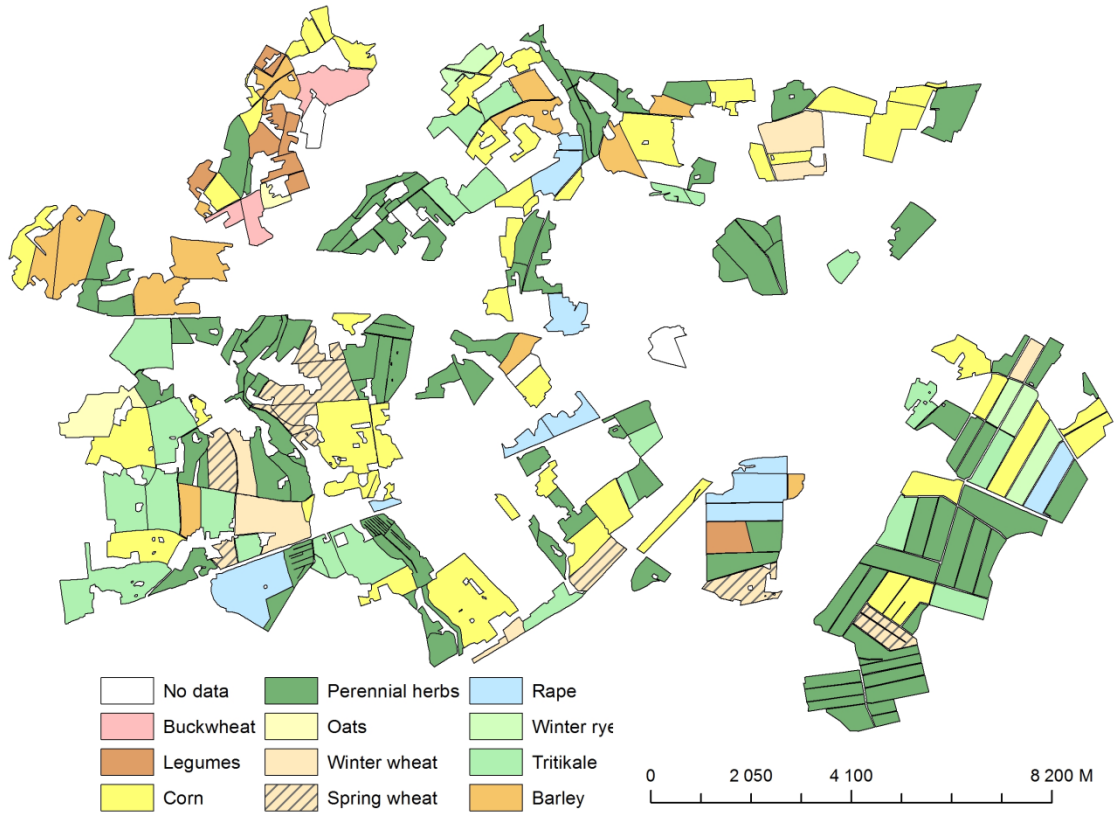 No data Perennial herbs Rape
Buckwheat Oats Winter rye
Legumes Winter wheat Tritikale
Corn Spring wheat Barley
0 2 050 4 100 8 200 M